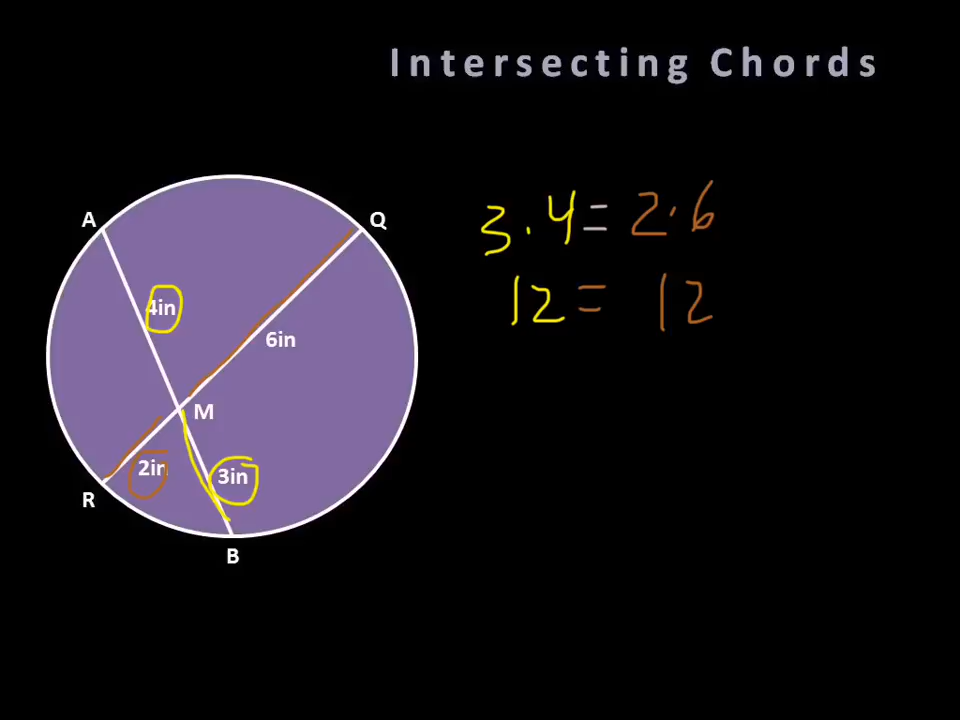 Intersecting Chords
3 · 4 = 2 · 6
12 = 12
A
Q
4in
6in
M
2in
3in
R
B